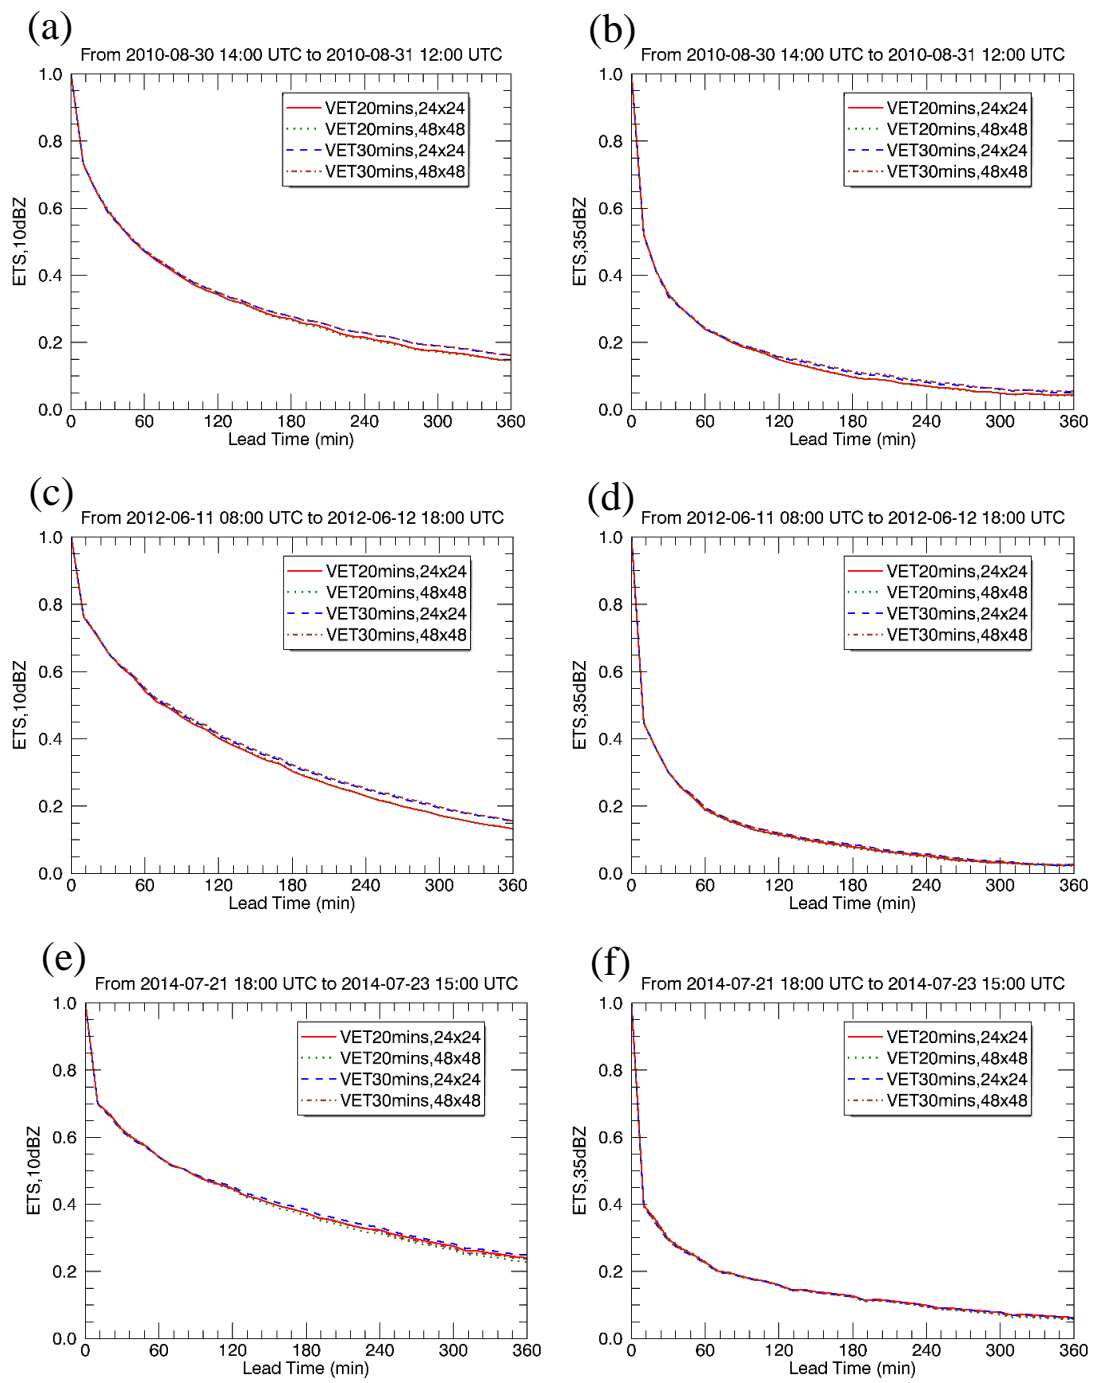 (a)
From 2010-08-30 14:00 UTC to 2010-08-31 12:00 UTC
1.0
0.8
0.6
0.4
0.2
0.0
ETS,10dBZ
VET20mins,24x24
VET20mins,48x48
VET30mins,24x24
VET30mins,48x48
0 60 120 180 240 300 360
Lead Time (min)
(b)
From 2010-08-30 14:00 UTC to 2010-08-31 12:00 UTC
1.0
0.8
0.6
0.4
0.2
0.0
ETS,35dBZ
VET20mins,24x24
VET20mins,48x48
VET30mins,24x24
VET30mins,48x48
0 60 120 180 240 300 360
Lead Time (min)
(c)
From 2012-06-11 08:00 UTC to 2012-06-12 18:00 UTC
1.0
0.8
0.6
0.4
0.2
0.0
ETS,10dBZ
VET20mins,24x24
VET20mins,48x48
VET30mins,24x24
VET30mins,48x48
0 60 120 180 240 300 360
Lead Time (min)
(d)
From 2012-06-11 08:00 UTC to 2012-06-12 18:00 UTC
1.0
0.8
0.6
0.4
0.2
0.0
ETS,35dBZ
VET20mins,24x24
VET20mins,48x48
VET30mins,24x24
VET30mins,48x48
0 60 120 180 240 300 360
Lead Time (min)
(e)
From 2014-07-21 18:00 UTC to 2014-07-23 15:00 UTC
1.0
0.8
0.6
0.4
0.2
0.0
ETS,10dBZ
VET20mins,24x24
VET20mins,48x48
VET30mins,24x24
VET30mins,48x48
0 60 120 180 240 300 360
Lead Time (min)
(f)
From 2014-07-21 18:00 UTC to 2014-07-23 15:00 UTC
1.0
0.8
0.6
0.4
0.2
0.0
ETS,35dBZ
VET20mins,24x24
VET20mins,48x48
VET30mins,24x24
VET30mins,48x48
0 60 120 180 240 300 360
Lead Time (min)